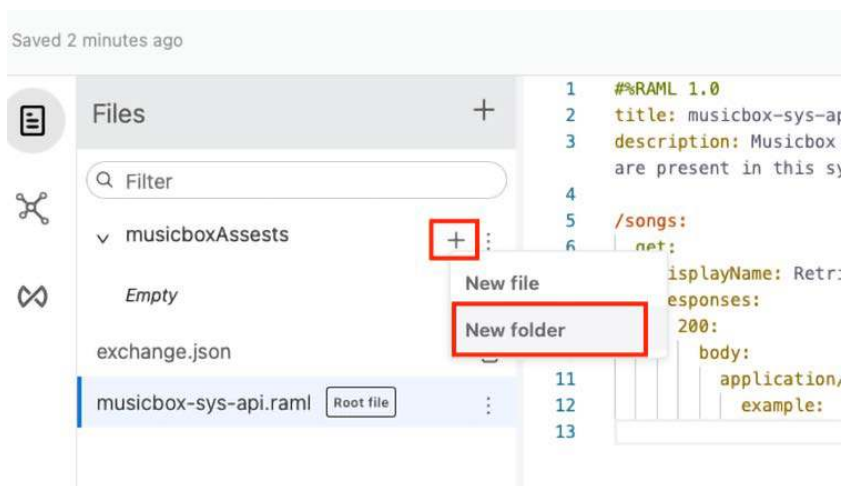 Saved 2 minutes ago
Files
Filter
musicboxAssests
Empty
exchange.json
musicbox-sys-api.raml Root file
New file
New folder
1 #%RAML 1.0
2 title: musicbox-sys-ap
3 description: Musicbox
are present in this sy
4
5 /songs:
6 get:
isplayName: Retri
esponses:
200:
body:
11 application/
12 example:
13